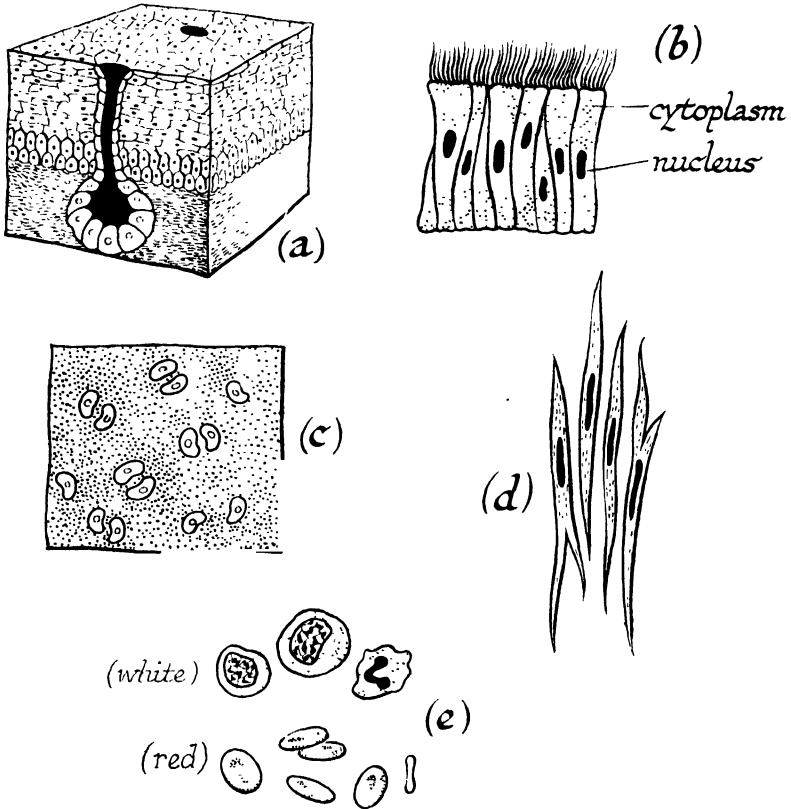 (a)
(b)
cytoplasm
nucleus
(c)
(d)
(white)
(e)
(red)